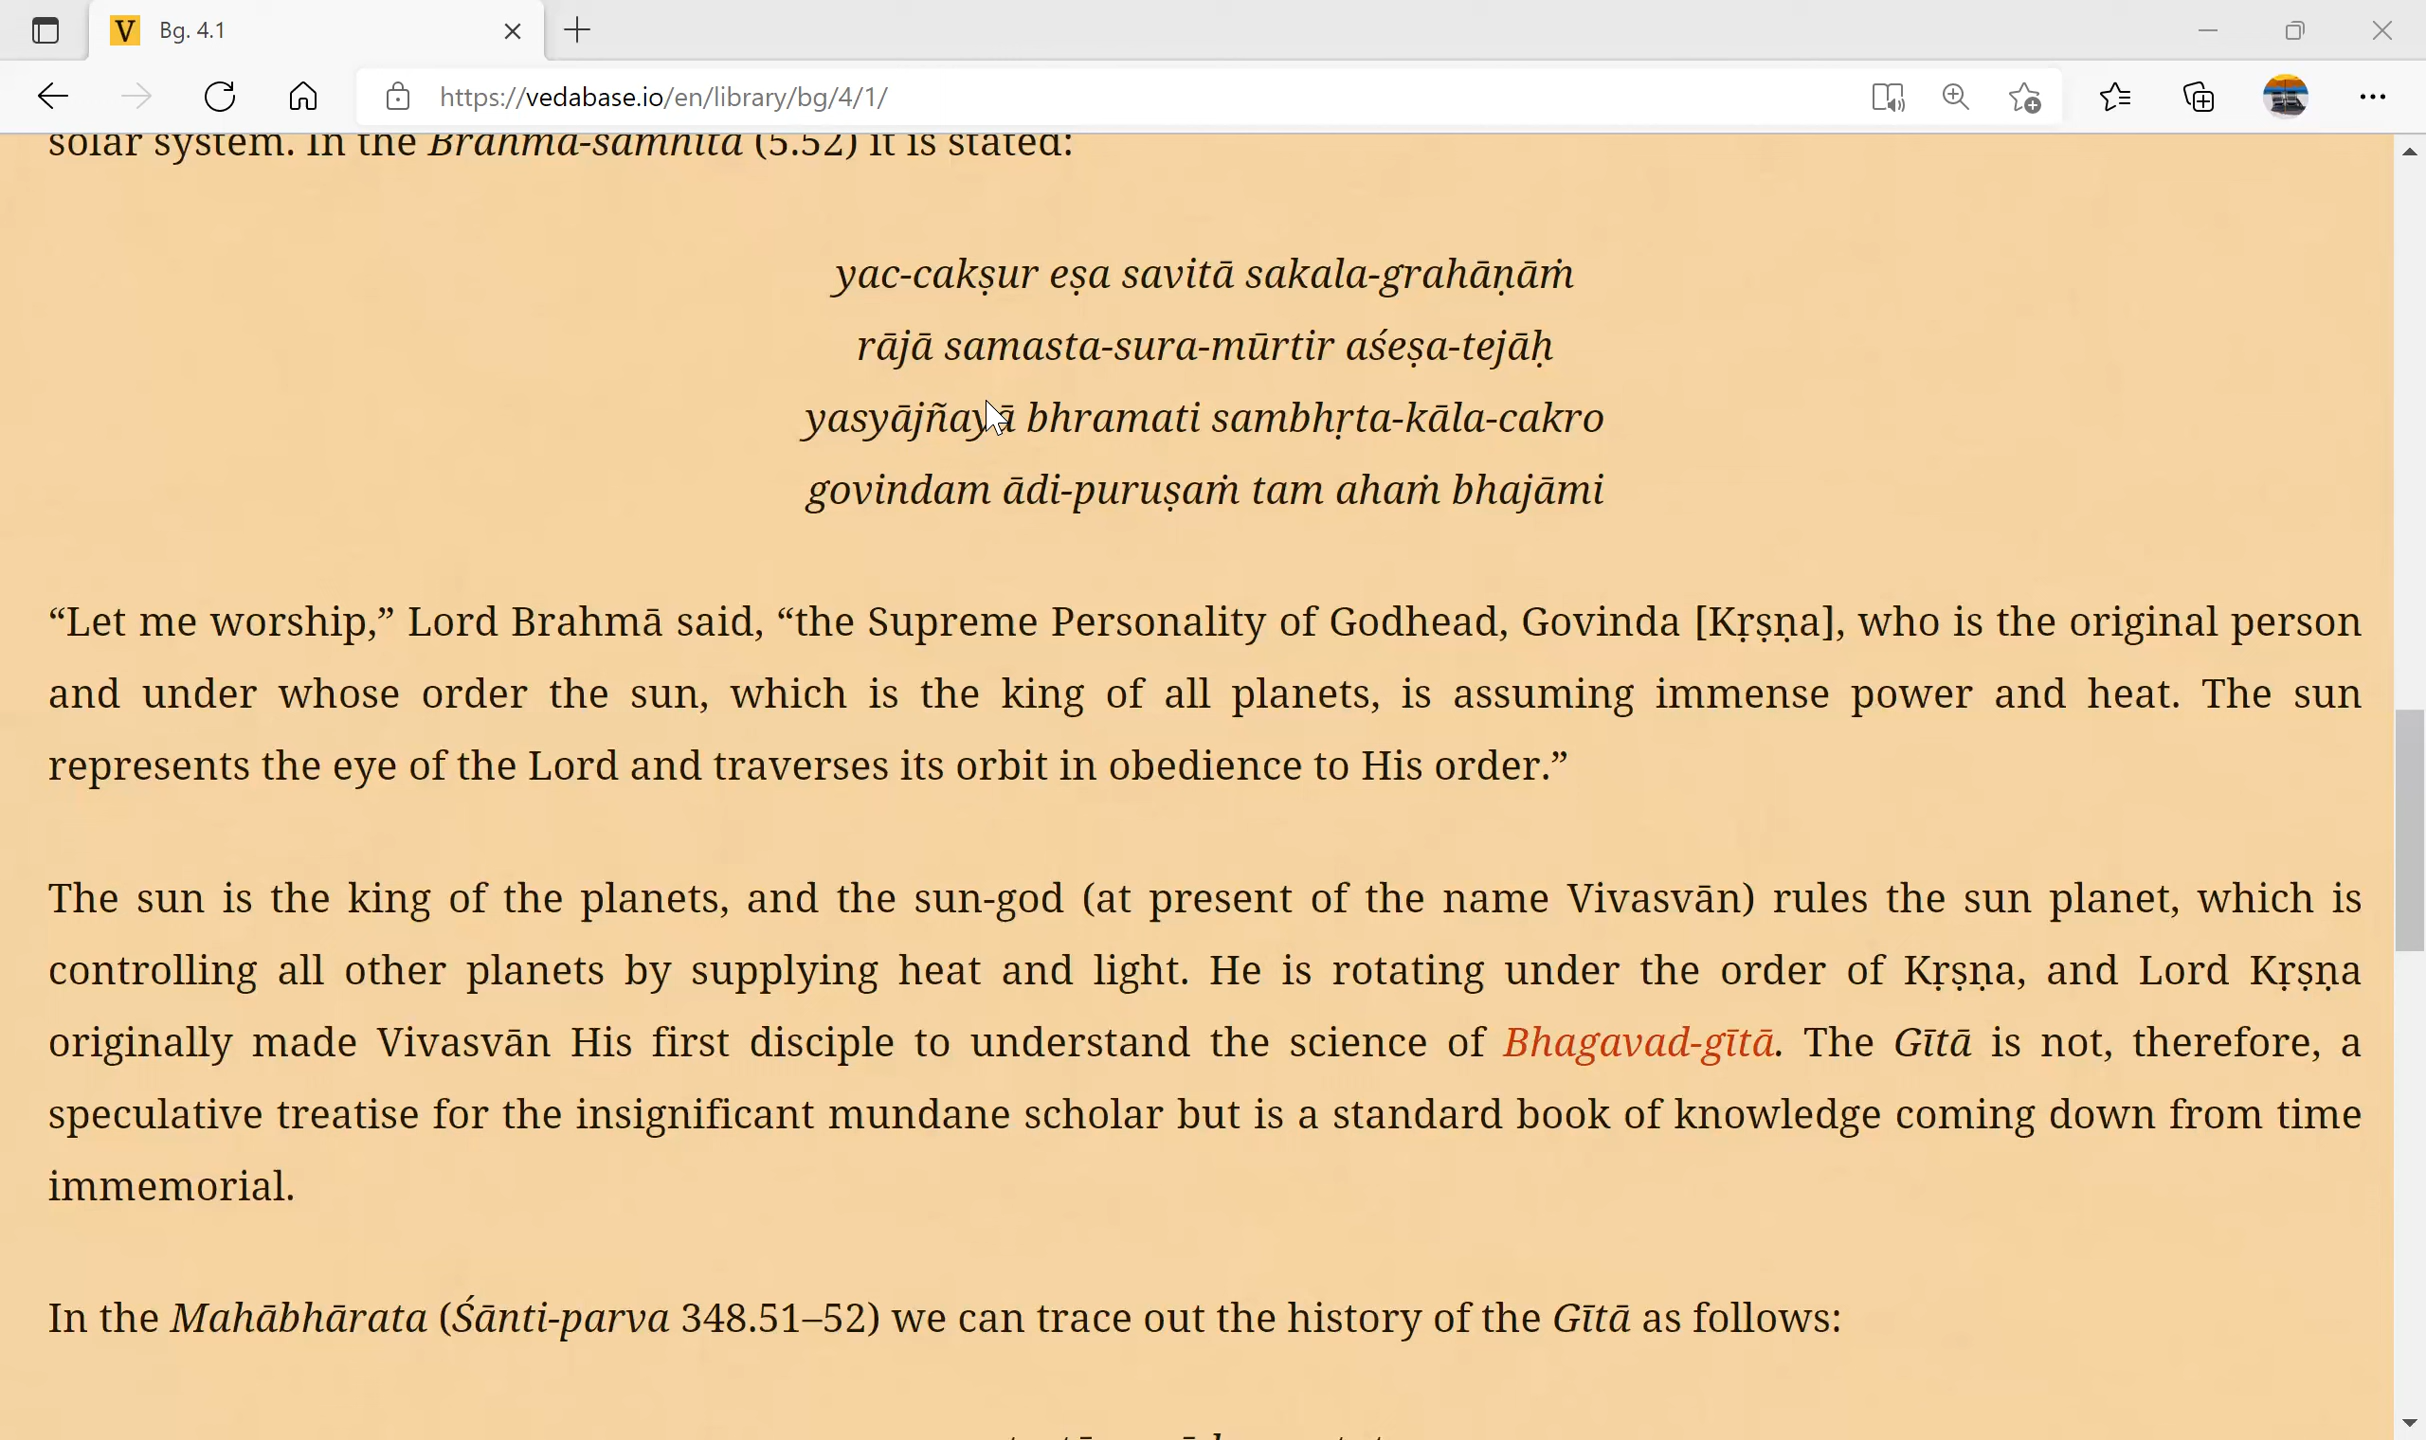 V Bg. 4.1
https://vedabase.io/en/library/bg/4/1/
solar system. In the Brahma-saṁhitā (5.52) it is stated:
yac-cakṣur eṣa savitā sakala-grahāṇāṁ
rājā samasta-sura-mūrtir aśeṣa-tejāḥ
yasyājñayā bhramati sambhṛta-kāla-cakro
govindam ādi-puruṣaṁ tam ahaṁ bhajāmi
“Let me worship,” Lord Brahmā said, “the Supreme Personality of Godhead, Govinda [Kṛṣṇa], who is the original person
and under whose order the sun, which is the king of all planets, is assuming immense power and heat. The sun
represents the eye of the Lord and traverses its orbit in obedience to His order.”
The sun is the king of the planets, and the sun-god (at present of the name Vivasvān) rules the sun planet, which is
controlling all other planets by supplying heat and light. He is rotating under the order of Kṛṣṇa, and Lord Kṛṣṇa
originally made Vivasvān His first disciple to understand the science of Bhagavad-gītā. The Gītā is not, therefore, a
speculative treatise for the insignificant mundane scholar but is a standard book of knowledge coming down from time
immemorial.
In the Mahābhārata (Śānti-parva 348.51–52) we can trace out the history of the Gītā as follows: